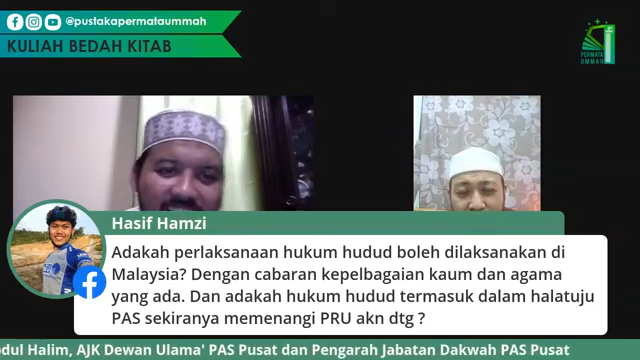 @pustakapermataummah
KULIAH BEDAH KITAB
PERMATA
UMMAH
Hasif Hamzi
Adakah perlaksanaan hukum hudud boleh dilaksanakan di
Malaysia? Dengan cabaran kepelbagaian kaum dan agama
yang ada. Dan adakah hukum hudud termasuk dalam halatuju
PAS sekiranya memenangi PRU akn dtg ?
dul Halim, AJK Dewan Ulama' PAS Pusat dan Pengarah Jabatan Dakwah PAS Pusat